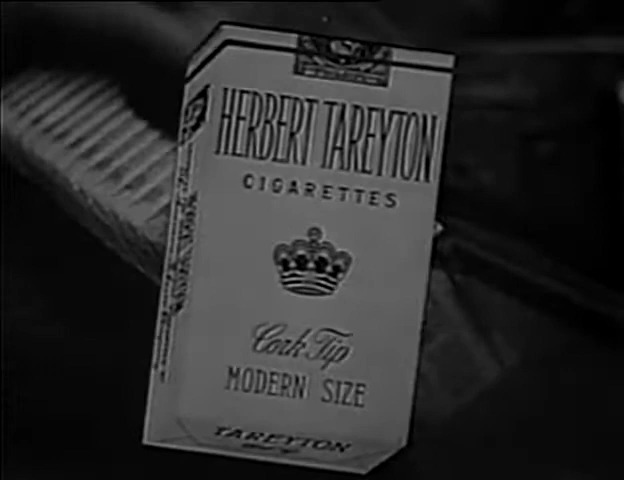 HERBERT TAREYTON
CIGARETTES
Cork Tip
MODERN SIZE
TAREYTON